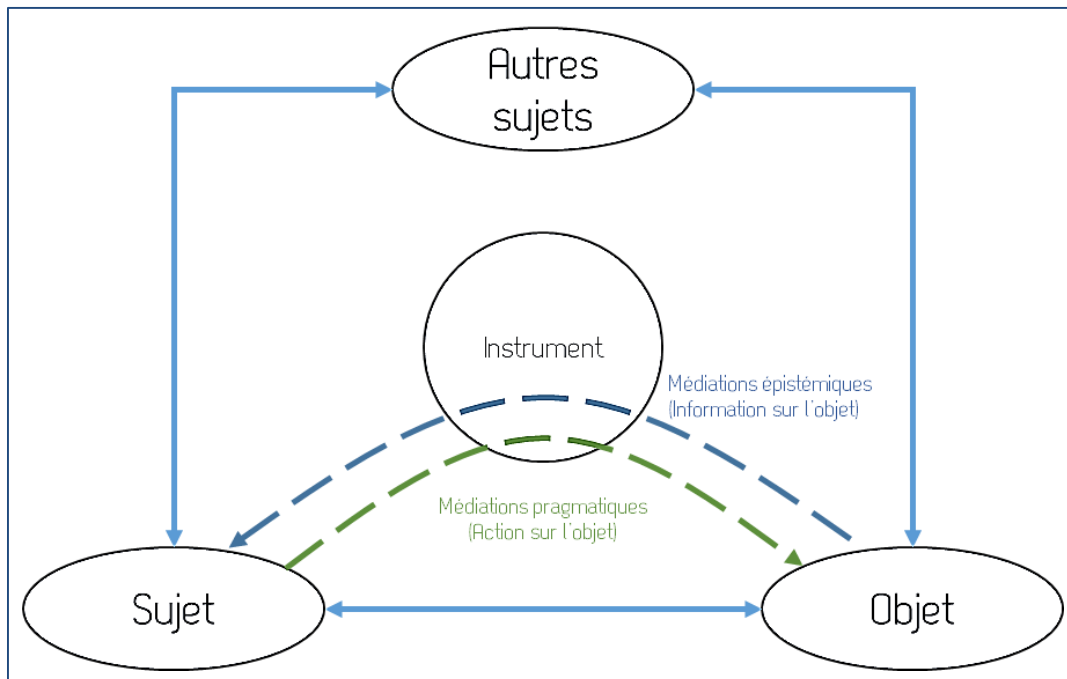 Autres
sujets
Instrument
Médiations épistémiques
(Information sur l'objet)
Médiations pragmatiques
(Action sur l'objet)
Sujet
Objet